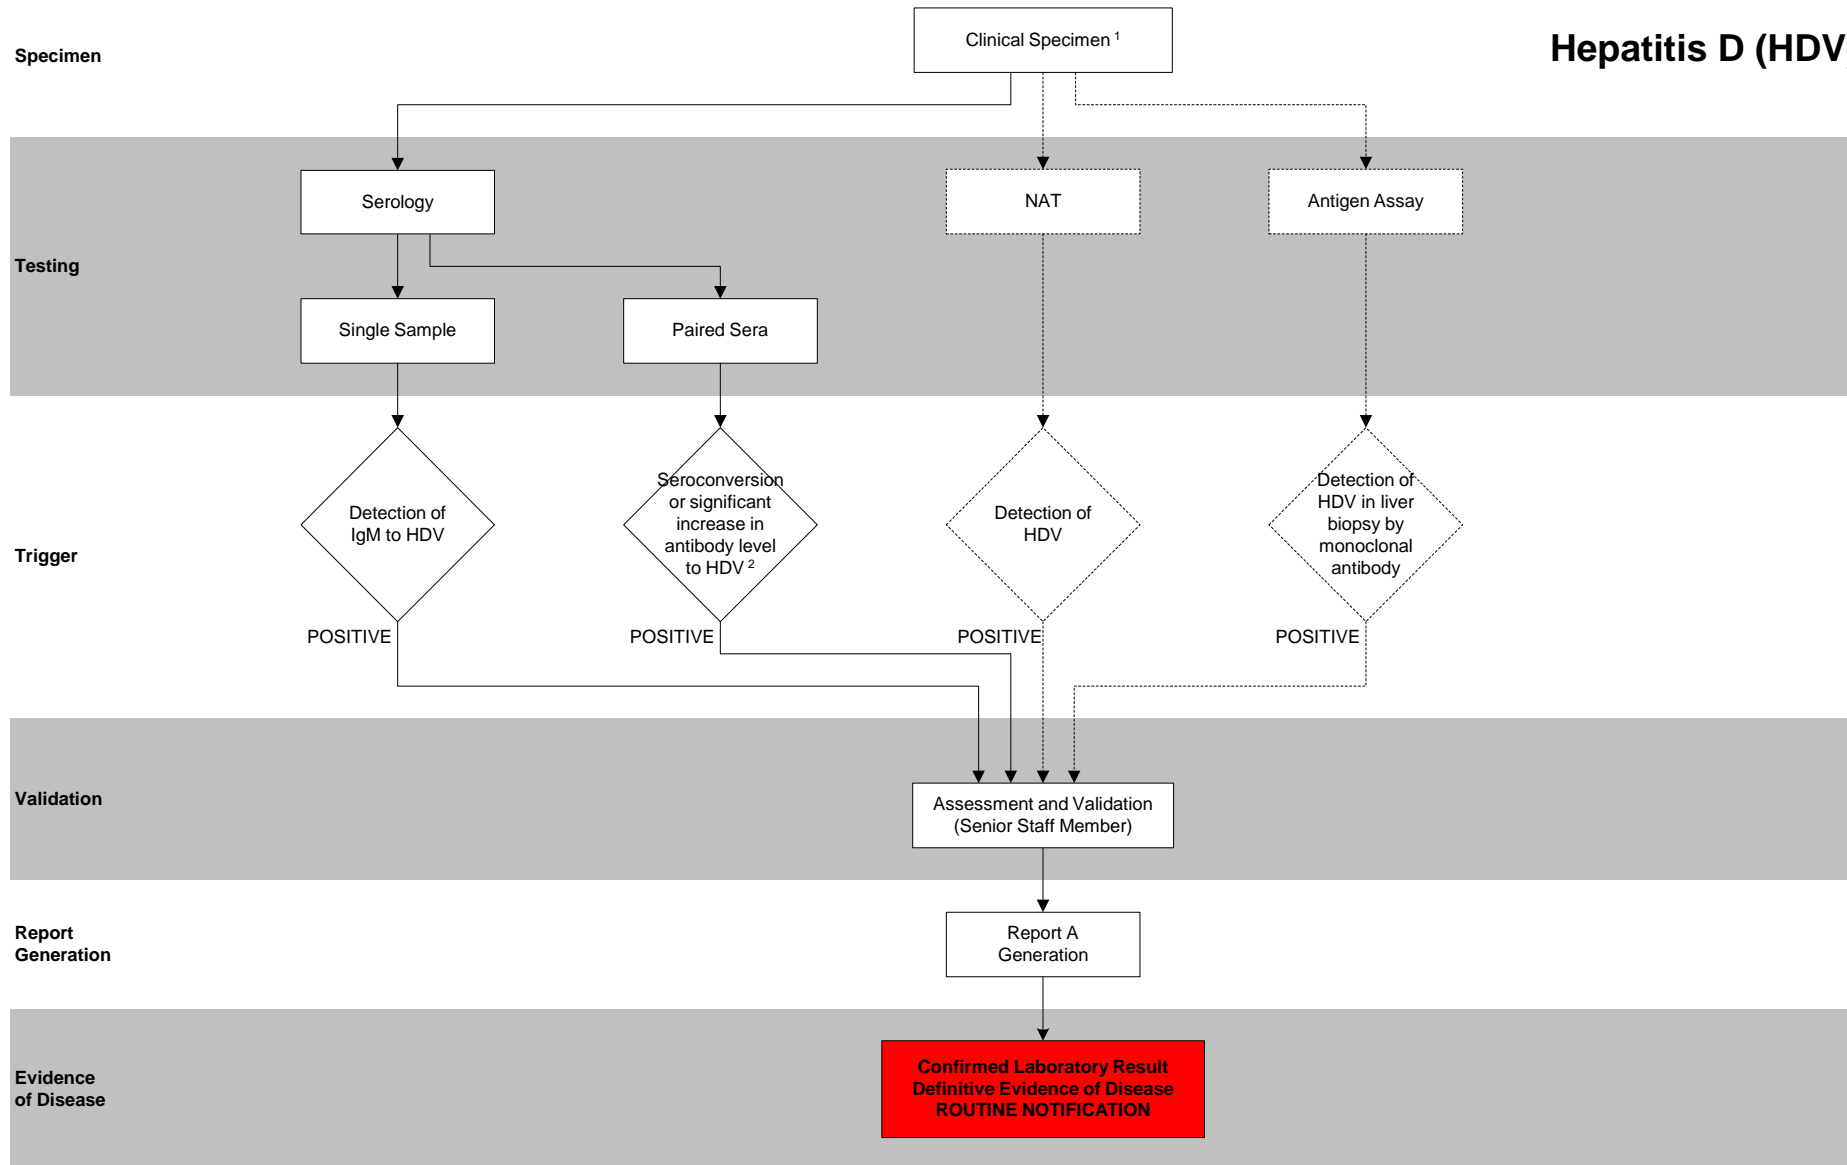 Specimen
Clinical Specimen 1
Hepatitis D (HDV
Testing
Serology
NAT
Antigen Assay
Single Sample
Paired Sera
Trigger
Detection of
IgM to HDV
Seroconversion
or significant
increase in
antibody level
to HDV 2
Detection of
HDV
Detection of
HDV in liver
biopsy by
monoclonal
antibody
POSITIVE
POSITIVE
POSITIVE
POSITIVE
Validation
Assessment and Validation
(Senior Staff Member)
Report
Generation
Report A
Generation
Evidence
of Disease
Confirmed Laboratory Result
Definitive Evidence of Disease
ROUTINE NOTIFICATION